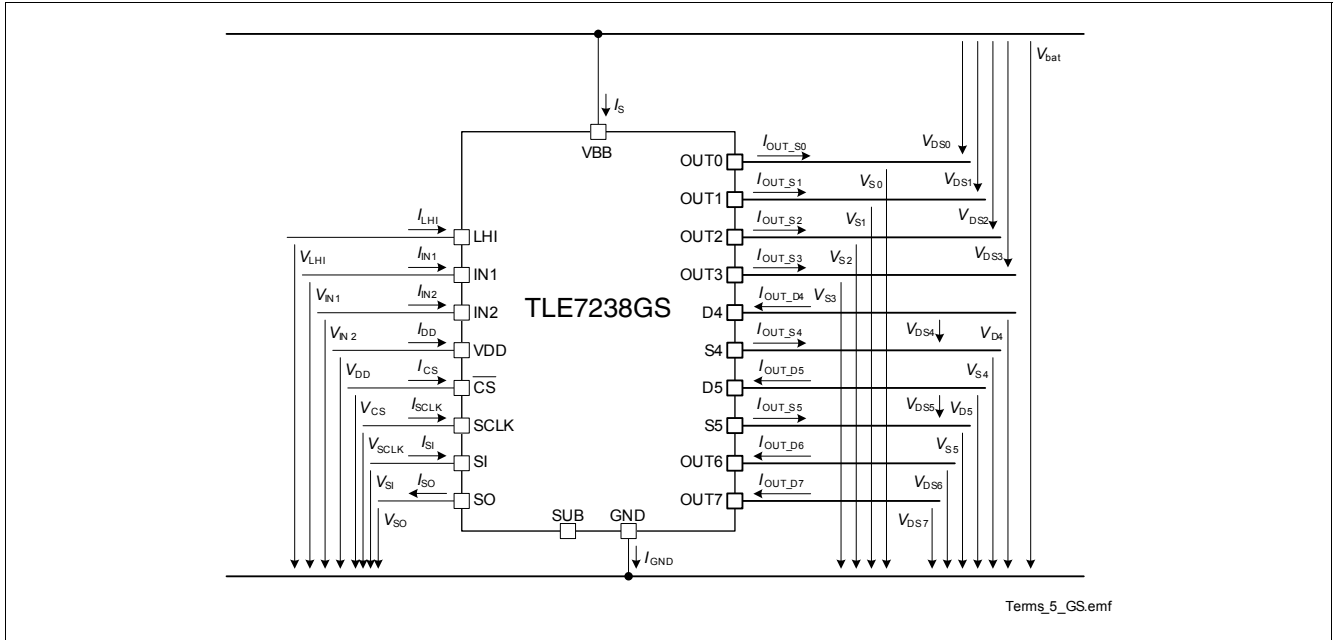 V_bat
I_S
VBB
OUT0 I_OUT_S0 V_DS0
OUT1 I_OUT_S1 V_S0 V_DS1
I_LHI LHI OUT2 I_OUT_S2 V_S1 V_DS2
V_LHI I_IN1 IN1 OUT3 I_OUT_S3 V_S2 V_DS3
V_IN1 I_IN2 IN2 TLE7238GS D4 I_OUT_D4 V_S3
V_IN2 I_DD VDD S4 I_OUT_S4 V_DS4 V_D4
V_DD I_CS CS D5 I_OUT_D5 V_S4
V_CS I_SCLK SCLK S5 I_OUT_S5 V_DS5 V_D5
V_SCLK I_SI SI OUT6 I_OUT_D6 V_S5
V_SI I_SO SO OUT7 I_OUT_D7 V_DS6
V_SO SUB GND V_DS7
I_GND
Terms_5_GS.emf